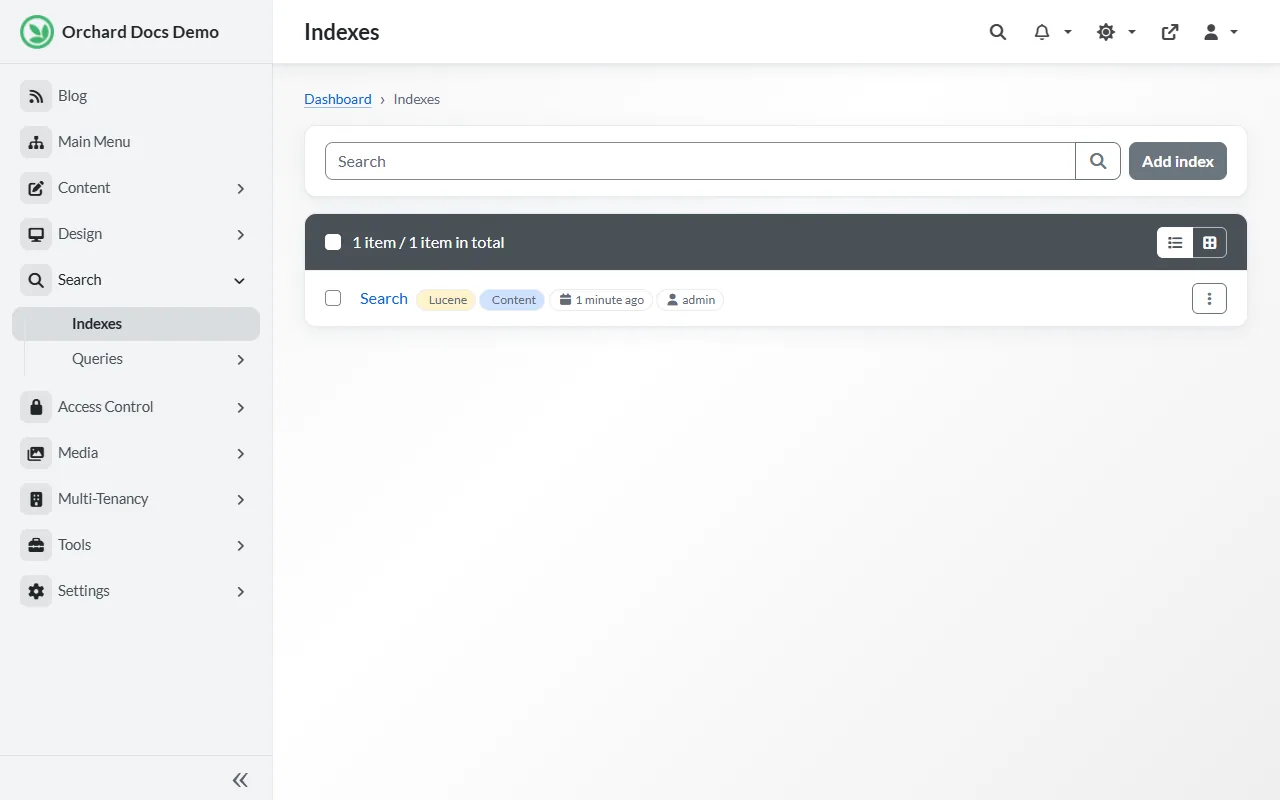 Orchard Docs Demo
Indexes
Blog
Main Menu
Content
Design
Search
Indexes
Queries
Access Control
Media
Multi-Tenancy
Tools
Settings
Dashboard › Indexes
Search
Add index
1 item / 1 item in total
Search Lucene Content 1 minute ago admin